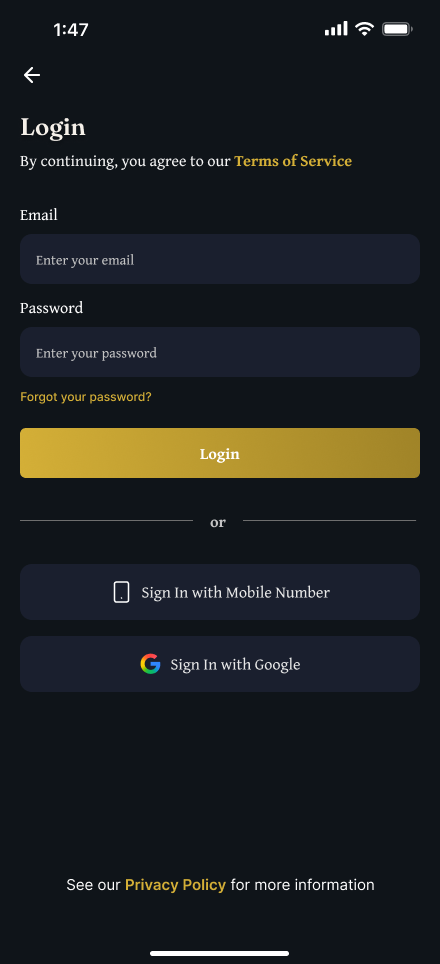 1:47
Login
By continuing, you agree to our Terms of Service
Email
Enter your email
Password
Enter your password
Forgot your password?
Login
or
Sign In with Mobile Number
Sign In with Google
See our Privacy Policy for more information